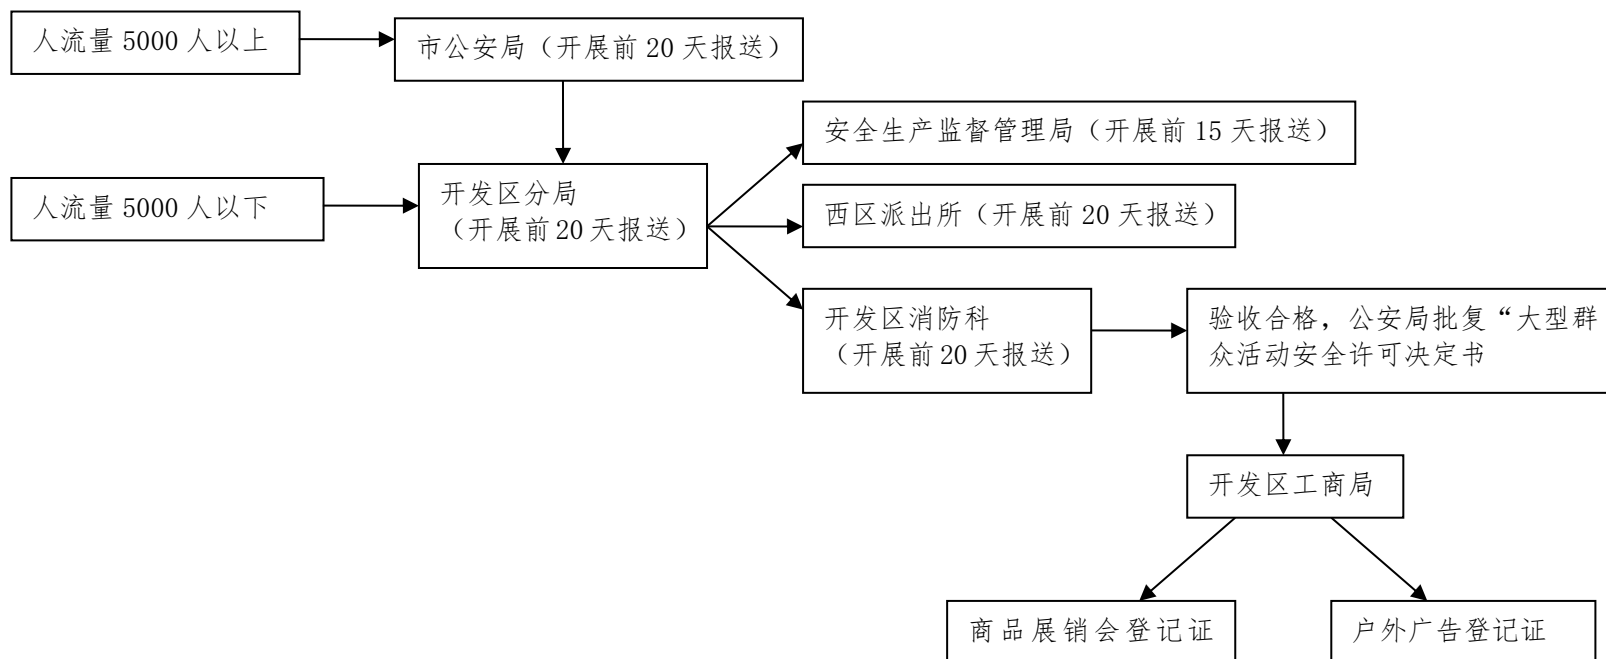 人流量 5000 人以上
市公安局（开展前 20 天报送）
安全生产监督管理局（开展前 15 天报送）
人流量 5000 人以下
开发区分局
（开展前 20 天报送）
西区派出所（开展前 20 天报送）
开发区消防科
（开展前 20 天报送）
验收合格，公安局批复“大型群
众活动安全许可决定书
开发区工商局
商品展销会登记证
户外广告登记证